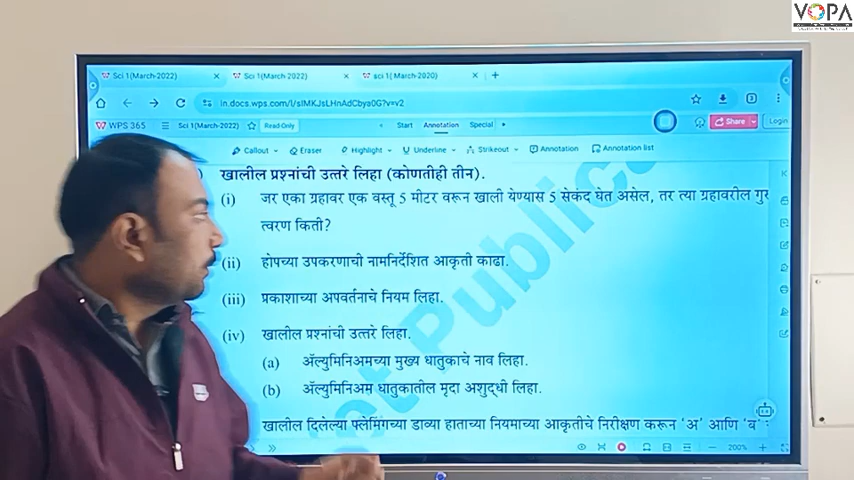 VOPA
Sci 1(March-2022)
Sci 1(March-2022)
sci 1( March-2020)
in.docs.wps.com/l/sIMKJsLHnAdCbya0G?v=v2
WPS 365
Sci 1(March-2022)
Read-Only
Start
Annotation
Special
Share
Login
Callout
Eraser
Highlight
Underline
Strikeout
Annotation
Annotation list
खालील प्रश्नांची उत्तरे लिहा (कोणतीही तीन).
(i) जर एका ग्रहावर एक वस्तू 5 मीटर वरून खाली येण्यास 5 सेकंद घेत असेल, तर त्या ग्रहावरील गुरु
त्वरण किती?
(ii) होपच्या उपकरणाची नामनिर्देशित आकृती काढा.
(iii) प्रकाशाच्या अपवर्तनाचे नियम लिहा.
(iv) खालील प्रश्नांची उत्तरे लिहा.
(a) ॲल्युमिनिअमच्या मुख्य धातुकाचे नाव लिहा.
(b) ॲल्युमिनिअम धातुकातील मृदा अशुद्धी लिहा.
खालील दिलेल्या फ्लेमिंगच्या डाव्या हाताच्या नियमाच्या आकृतीचे निरीक्षण करून 'अ' आणि 'ब'
200%
et Publica